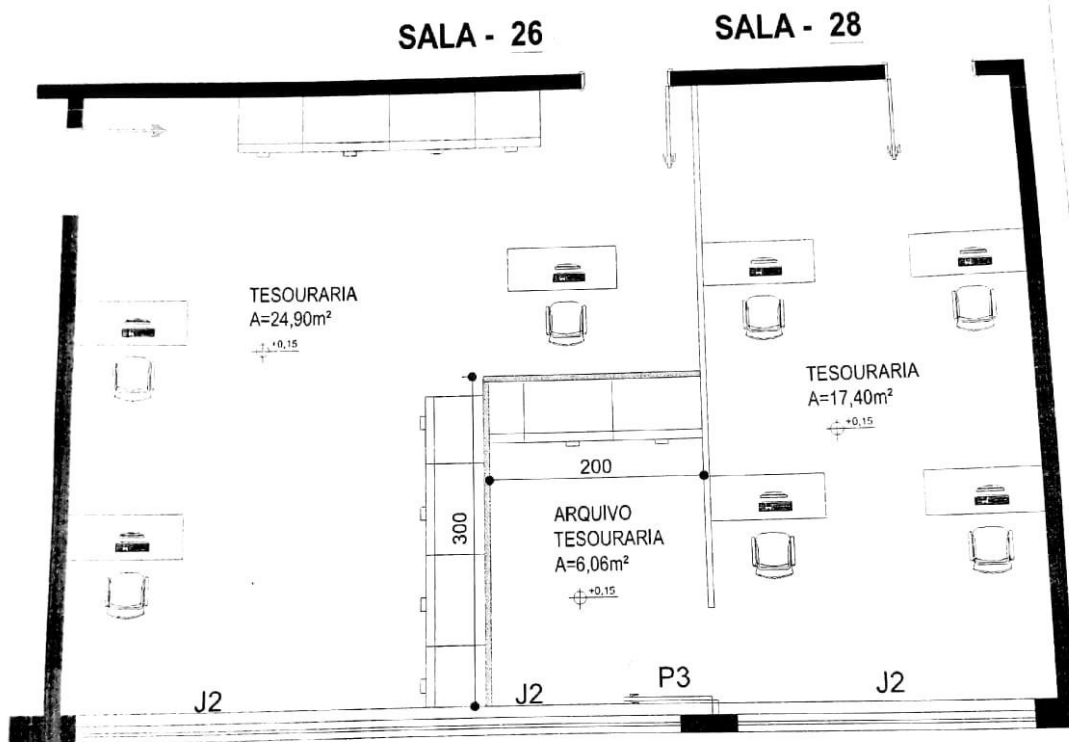 SALA - 26
SALA - 28
TESOURARIA
A=24,90m²
+0,15
TESOURARIA
A=17,40m²
+0,15
200
300
ARQUIVO
TESOURARIA
A=6,06m²
+0,15
J2
J2
P3
J2